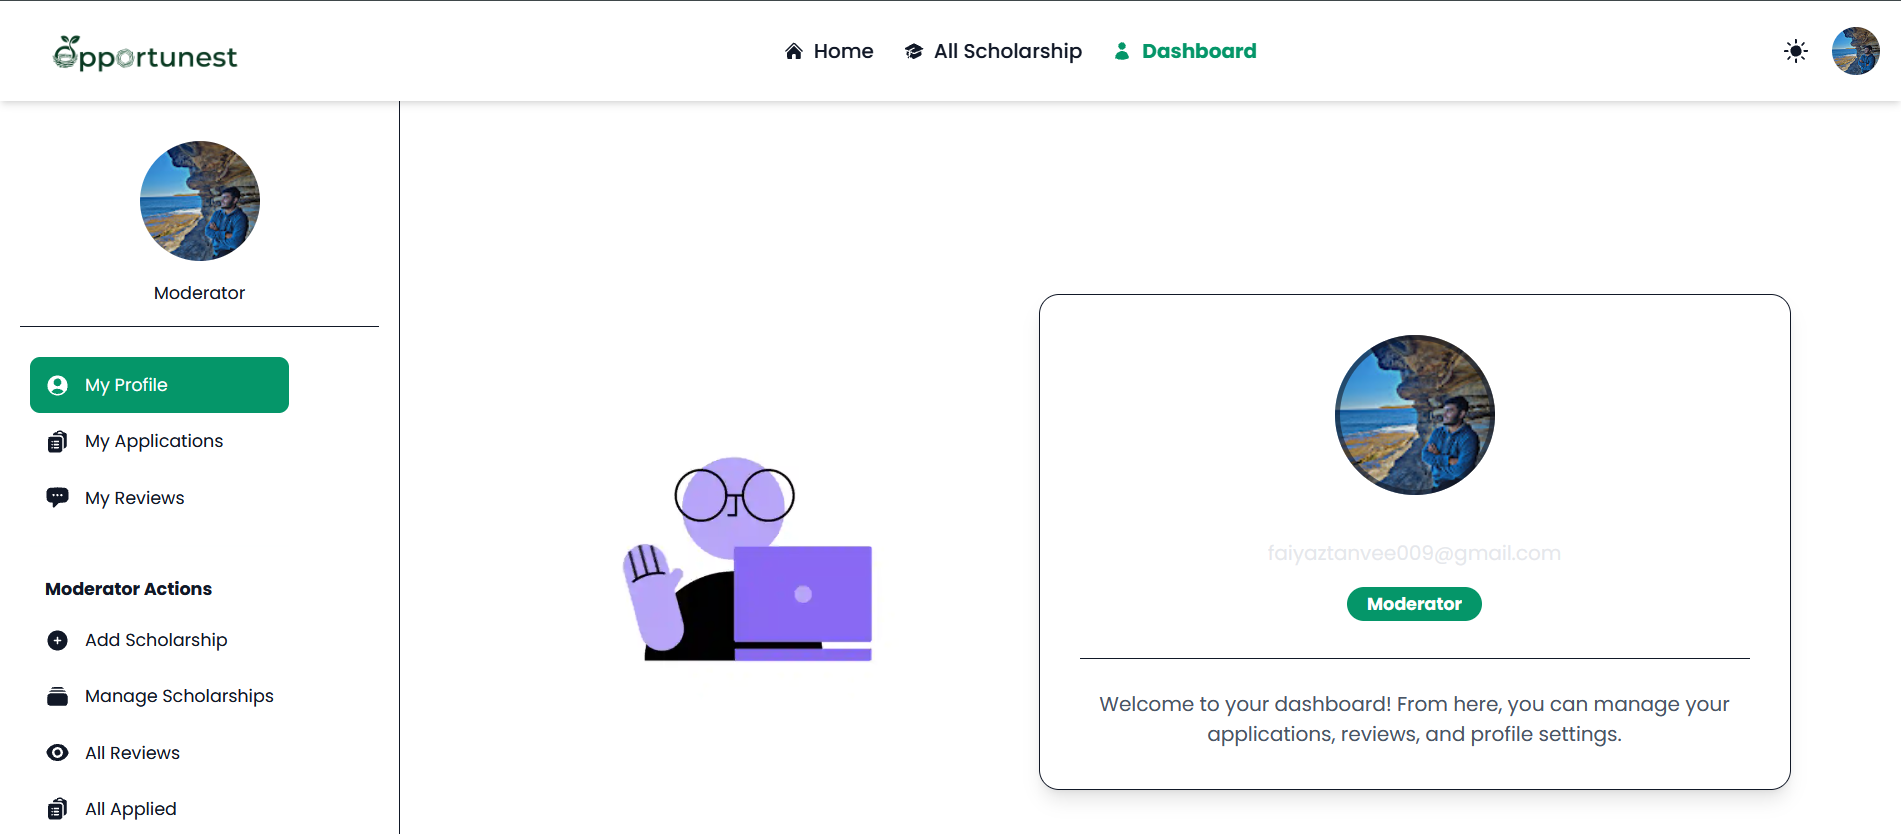 Opportunest
Home
All Scholarship
Dashboard
Moderator
My Profile
My Applications
My Reviews
Moderator Actions
Add Scholarship
Manage Scholarships
All Reviews
All Applied
faiyaztanvee009@gmail.com
Moderator
Welcome to your dashboard! From here, you can manage your
applications, reviews, and profile settings.